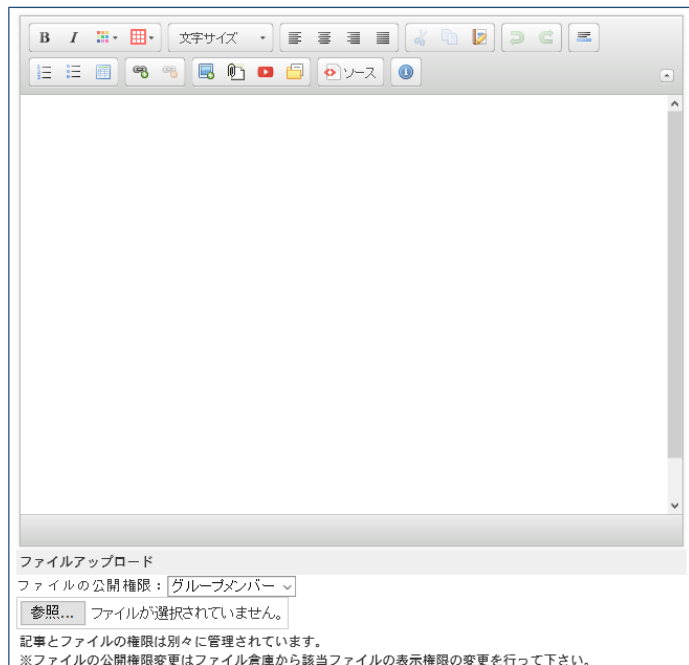 B I 文字サイズ
ソース
ファイルアップロード
ファイルの公開権限：グループメンバー
参照... ファイルが選択されていません。
記事とファイルの権限は別々に管理されています。
※ファイルの公開権限変更はファイル倉庫から該当ファイルの表示権限の変更を行って下さい。